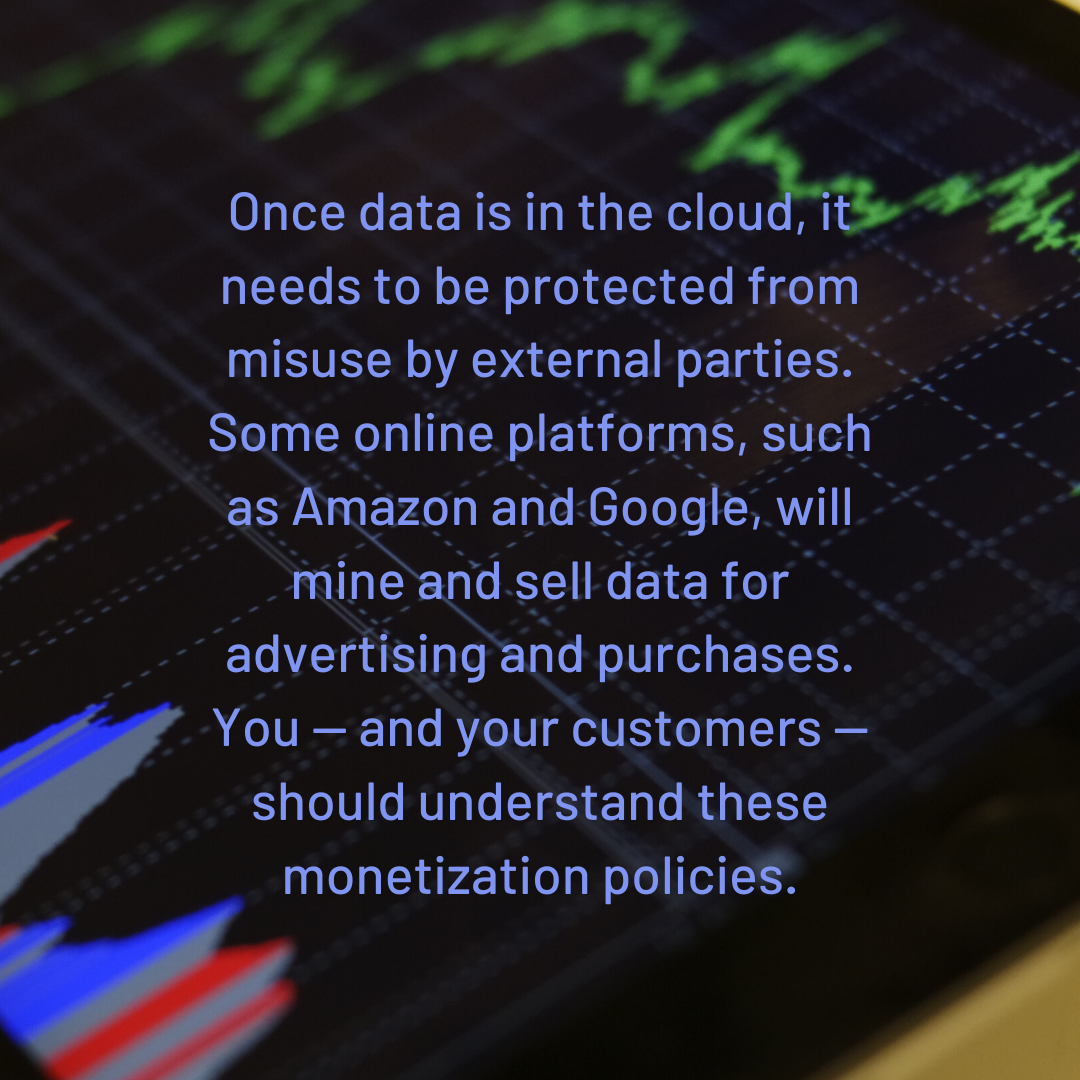 Once data is in the cloud, it
needs to be protected from
misuse by external parties.
Some online platforms, such
as Amazon and Google, will
mine and sell data for
advertising and purchases.
You — and your customers —
should understand these
monetization policies.